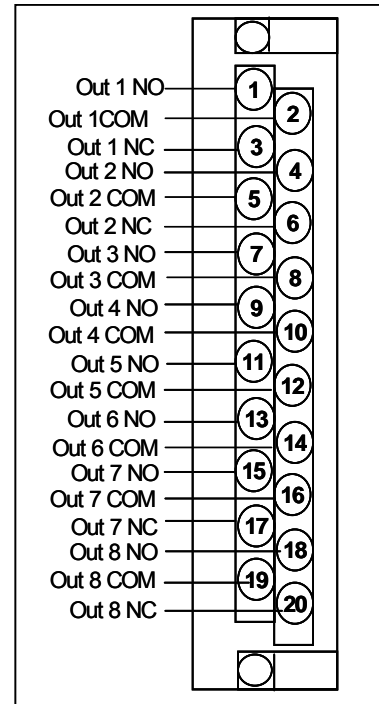 Out 1 NO 1
Out 1COM 2
Out 1 NC 3
Out 2 NO 4
Out 2 COM 5
Out 2 NC 6
Out 3 NO 7
Out 3 COM 8
Out 4 NO 9
Out 4 COM 10
Out 5 NO 11
Out 5 COM 12
Out 6 NO 13
Out 6 COM 14
Out 7 NO 15
Out 7 COM 16
Out 7 NC 17
Out 8 NO 18
Out 8 COM 19
Out 8 NC 20